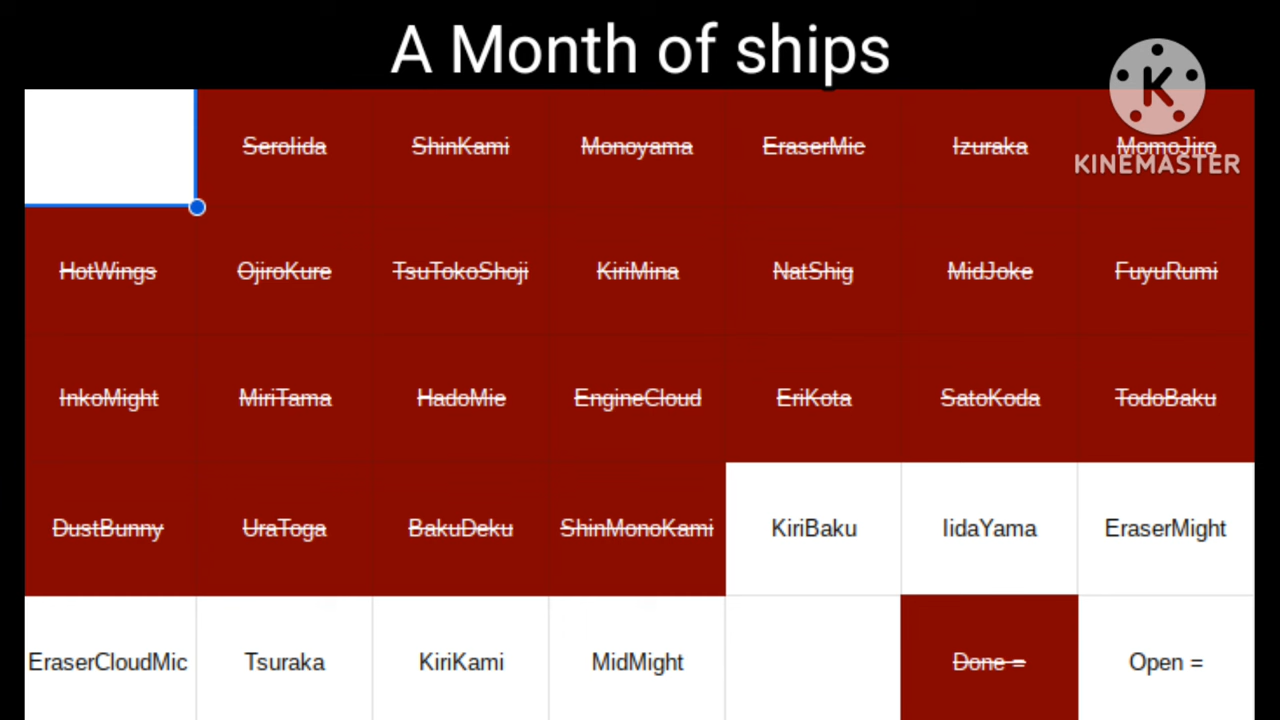 A Month of ships
SeroIida ShinKami Monoyama EraserMic Izuraka MomoJiro
KINEMASTER
HotWings OjiroKure TsuTokoShoji KiriMina NatShig MidJoke FuyuRumi
InkoMight MiriTama HadoMie EngineCloud EriKota SatoKoda TodoBaku
DustBunny UraToga BakuDeku ShinMonoKami KiriBaku IidaYama EraserMight
EraserCloudMic Tsuraka KiriKami MidMight Done = Open =